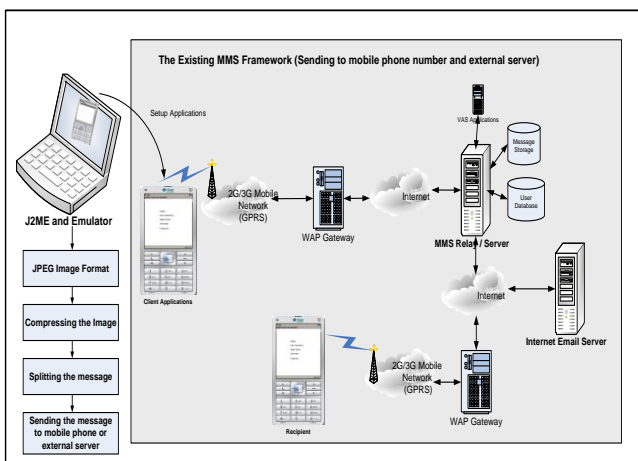 The Existing MMS Framework (Sending to mobile phone number and external server)
Setup Applications
J2ME and Emulator
JPEG Image Format
Compressing the Image
Splitting the message
Sending the message
to mobile phone or
external server
Client Applications
2G/3G Mobile
Network
(GPRS)
WAP Gateway
Internet
VAS Applications
Message
Storage
User
Database
MMS Relay / Server
Internet
Internet Email Server
Recipient
2G/3G Mobile
Network
(GPRS)
WAP Gateway